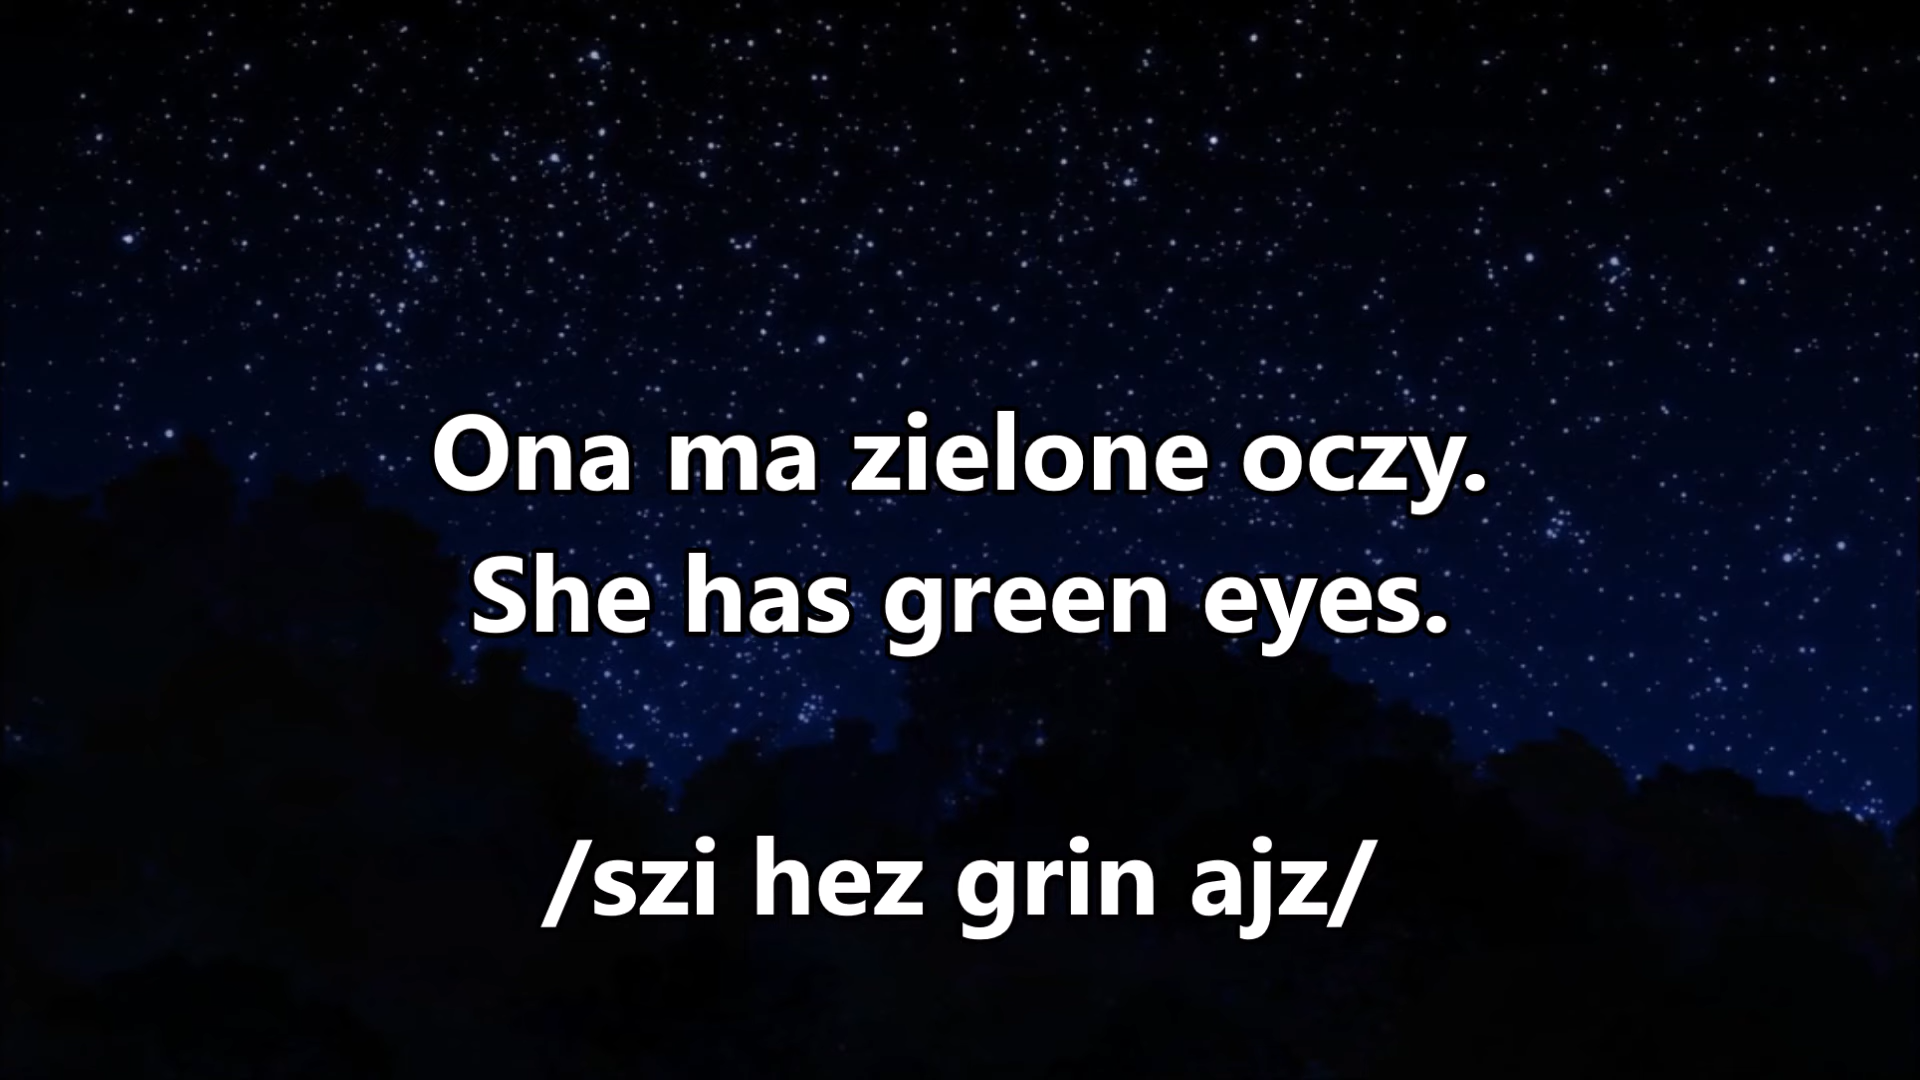 Ona ma zielone oczy.
She has green eyes.
/szi hez grin ajz/